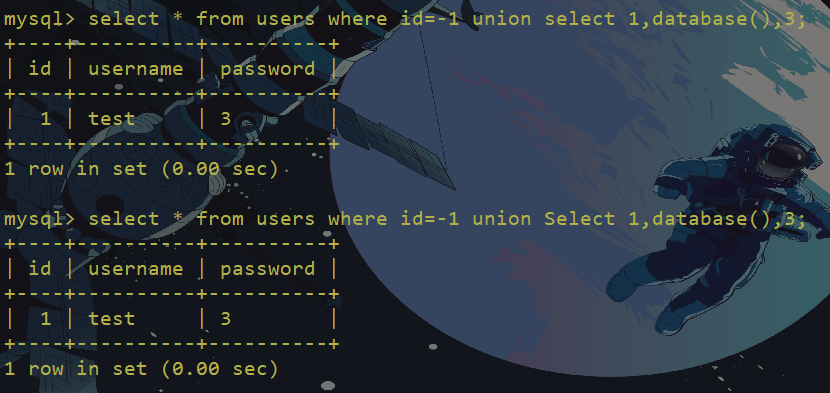 mysql> select * from users where id=-1 union select 1,database(),3;
+----+----------+----------+
| id | username | password |
+----+----------+----------+
|  1 | test     | 3        |
+----+----------+----------+
1 row in set (0.00 sec)
mysql> select * from users where id=-1 union Select 1,database(),3;
+----+----------+----------+
| id | username | password |
+----+----------+----------+
|  1 | test     | 3        |
+----+----------+----------+
1 row in set (0.00 sec)